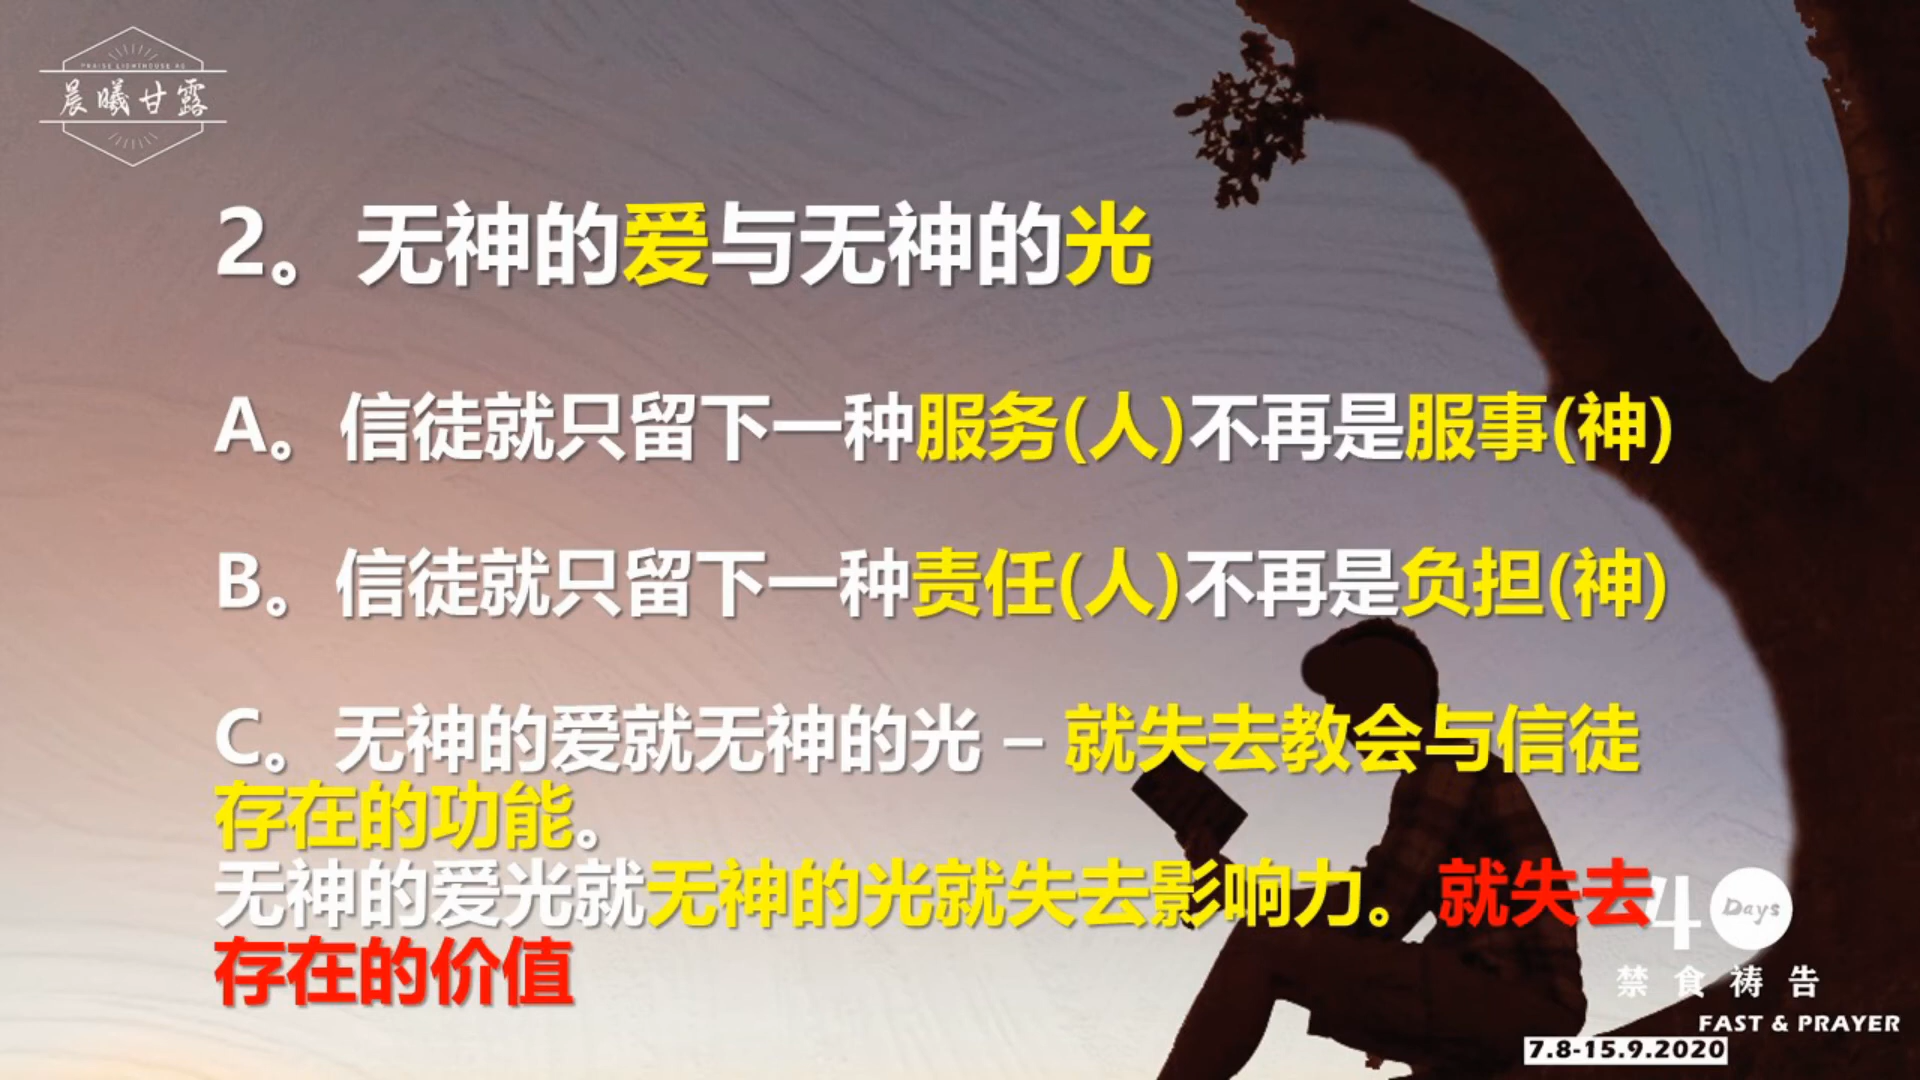 PRAISE LIGHTHOUSE AG
晨曦甘露
2。无神的爱与无神的光
A。信徒就只留下一种服务(人)不再是服事(神)
B。信徒就只留下一种责任(人)不再是负担(神)
C。无神的爱就无神的光 – 就失去教会与信徒
存在的功能。
无神的爱光就无神的光就失去影响力。就失去
存在的价值
40 Days
禁食祷告
FAST & PRAYER
7.8-15.9.2020